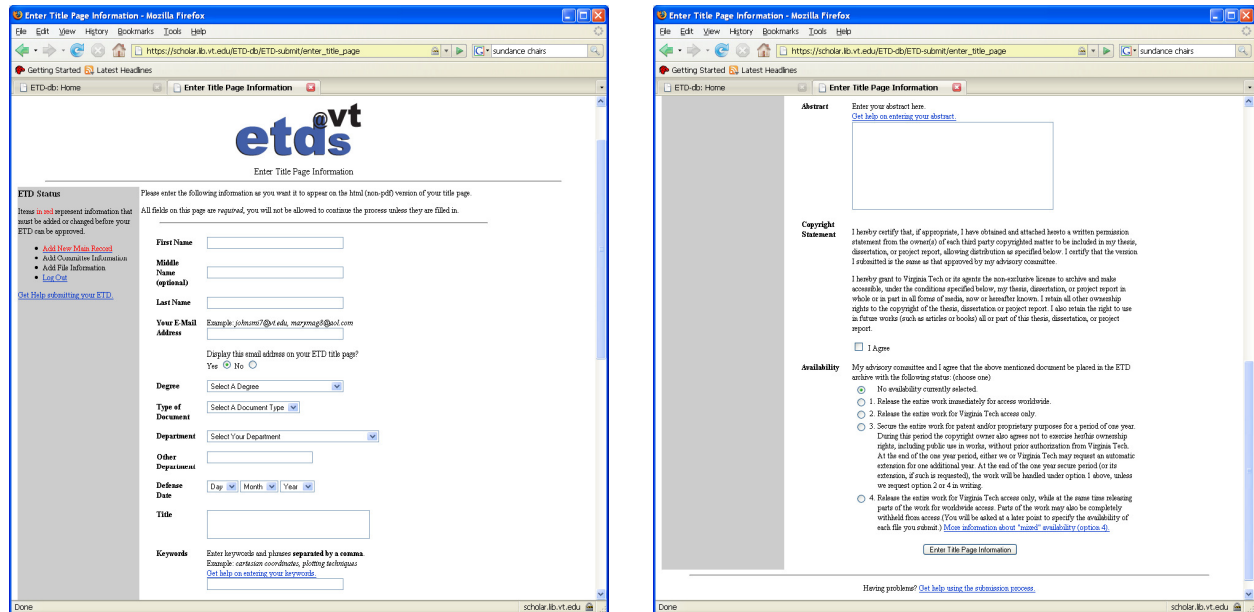 Enter Title Page Information - Mozilla Firefox
File Edit View History Bookmarks Tools Help
https://scholar.lib.vt.edu/ETD-db/ETD-submit/enter_title_page
sundance chairs
Getting Started Latest Headlines
ETD-db: Home Enter Title Page Information
etds@vt
Enter Title Page Information
ETD Status
Items in red represent information that
must be added or changed before your
ETD can be approved.
Add New Main Record
Add Committee Information
Add File Information
Log Out
Get Help submitting your ETD.
Please enter the following information as you want it to appear on the html (non-pdf) version of your title page.
All fields on this page are required, you will not be allowed to continue the process unless they are filled in.
First Name
Middle
Name
(optional)
Last Name
Your E-Mail
Address
Example: johnsmi7@vt.edu, marymag8@aol.com
Display this email address on your ETD title page?
Yes No
Degree Select A Degree
Type of
Document
Select A Document Type
Department Select Your Department
Other
Department
Defense
Date
Day Month Year
Title
Keywords Enter keywords and phrases separated by a comma.
Example: cartesian coordinates, plotting techniques
Get help on entering your keywords.
Done scholar.lib.vt.edu
Enter Title Page Information - Mozilla Firefox
File Edit View History Bookmarks Tools Help
https://scholar.lib.vt.edu/ETD-db/ETD-submit/enter_title_page
sundance chairs
Getting Started Latest Headlines
ETD-db: Home Enter Title Page Information
Abstract Enter your abstract here.
Get help on entering your abstract.
Copyright
Statement
I hereby certify that, if appropriate, I have obtained and attached hereto a written permission
statement from the owner(s) of each third party copyrighted matter to be included in my thesis,
dissertation, or project report, allowing distribution as specified below. I certify that the version
I submitted is the same as that approved by my advisory committee.
I hereby grant to Virginia Tech or its agents the non-exclusive license to archive and make
accessible, under the conditions specified below, my thesis, dissertation, or project report in
whole or in part in all forms of media, now or hereafter known. I retain all other ownership
rights to the copyright of the thesis, dissertation or project report. I also retain the right to use
in future works (such as articles or books) all or part of this thesis, dissertation, or project
report.
I Agree
Availability My advisory committee and I agree that the above mentioned document be placed in the ETD
archive with the following status: (choose one)
No availability currently selected.
1. Release the entire work immediately for access worldwide.
2. Release the entire work for Virginia Tech access only.
3. Secure the entire work for patent and/or proprietary purposes for a period of one year.
During this period the copyright owner also agrees not to exercise her/his ownership
rights, including public use in works, without prior authorization from Virginia Tech.
At the end of the one year period, either we or Virginia Tech may request an automatic
extension for one additional year. At the end of the one year secure period (or its
extension, if such is requested), the work will be handled under option 1 above, unless
we request option 2 or 4 in writing.
4. Release the entire work for Virginia Tech access only, while at the same time releasing
parts of the work for worldwide access. Parts of the work may also be completely
withheld from access.(You will be asked at a later point to specify the availability of
each file you submit.) More information about "mixed" availability (option 4).
Enter Title Page Information
Having problems? Get help using the submission process.
Done scholar.lib.vt.edu